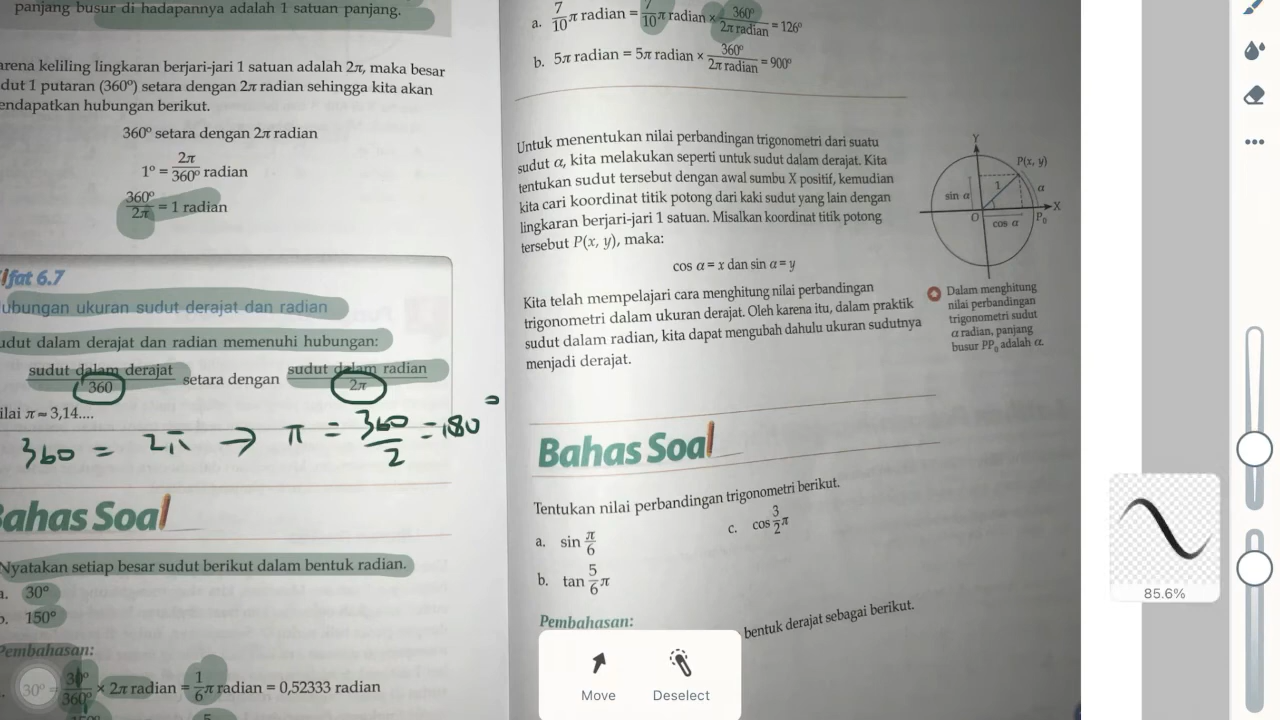 panjang busur di hadapannya adalah 1 satuan panjang.
arena keliling lingkaran berjari-jari 1 satuan adalah 2π, maka besar
dut 1 putaran (360°) setara dengan 2π radian sehingga kita akan
endapatkan hubungan berikut.
360° setara dengan 2π radian
1° = 2π/360° radian
360°/2π = 1 radian
fat 6.7
ubungan ukuran sudut derajat dan radian
udut dalam derajat dan radian memenuhi hubungan:
sudut dalam derajat/360 setara dengan sudut dalam radian/2π
ilai π ≈ 3,14....
360 = 2π → π = 360/2 = 180°
Bahas Soal
Nyatakan setiap besar sudut berikut dalam bentuk radian.
a. 30°
b. 150°
Pembahasan:
30° = 30°/360° × 2π radian = 1/6 π radian = 0,52333 radian
a. 7/10 π radian = 7/10 π radian × 360°/2π radian = 126°
b. 5π radian = 5π radian × 360°/2π radian = 900°
Untuk menentukan nilai perbandingan trigonometri dari suatu
sudut α, kita melakukan seperti untuk sudut dalam derajat. Kita
tentukan sudut tersebut dengan awal sumbu X positif, kemudian
kita cari koordinat titik potong dari kaki sudut yang lain dengan
lingkaran berjari-jari 1 satuan. Misalkan koordinat titik potong
tersebut P(x, y), maka:
cos α = x dan sin α = y
Kita telah mempelajari cara menghitung nilai perbandingan
trigonometri dalam ukuran derajat. Oleh karena itu, dalam praktik
sudut dalam radian, kita dapat mengubah dahulu ukuran sudutnya
menjadi derajat.
Y
P(x, y)
1
α
sin α
X
O
P₀
cos α
Dalam menghitung
nilai perbandingan
trigonometri sudut
α radian, panjang
busur PP₀ adalah α.
Bahas Soal
Tentukan nilai perbandingan trigonometri berikut.
a. sin π/6
c. cos 3/2 π
b. tan 5/6 π
Pembahasan:
bentuk derajat sebagai berikut.
Move Deselect
85.6%